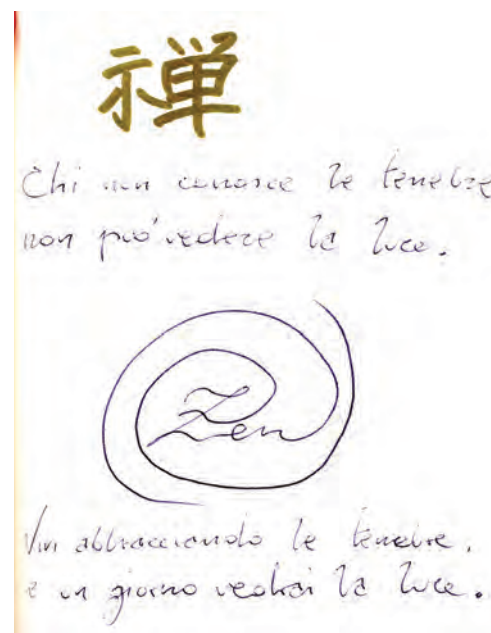 禅
Chi non conosce le tenebre
non può vedere la luce.
Zen
Vivi abbracciando le tenebre,
e un giorno vedrai la luce.